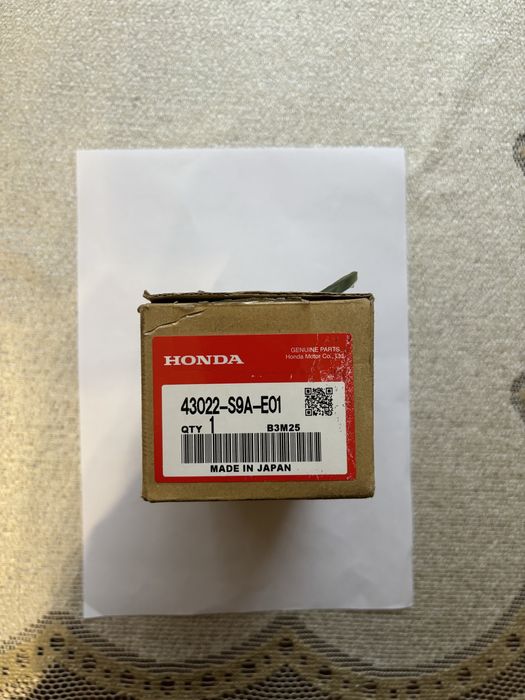 HONDA
GENUINE PARTS
Honda Motor Co., Ltd.
43022-S9A-E01
QTY 1 B3M25
MADE IN JAPAN